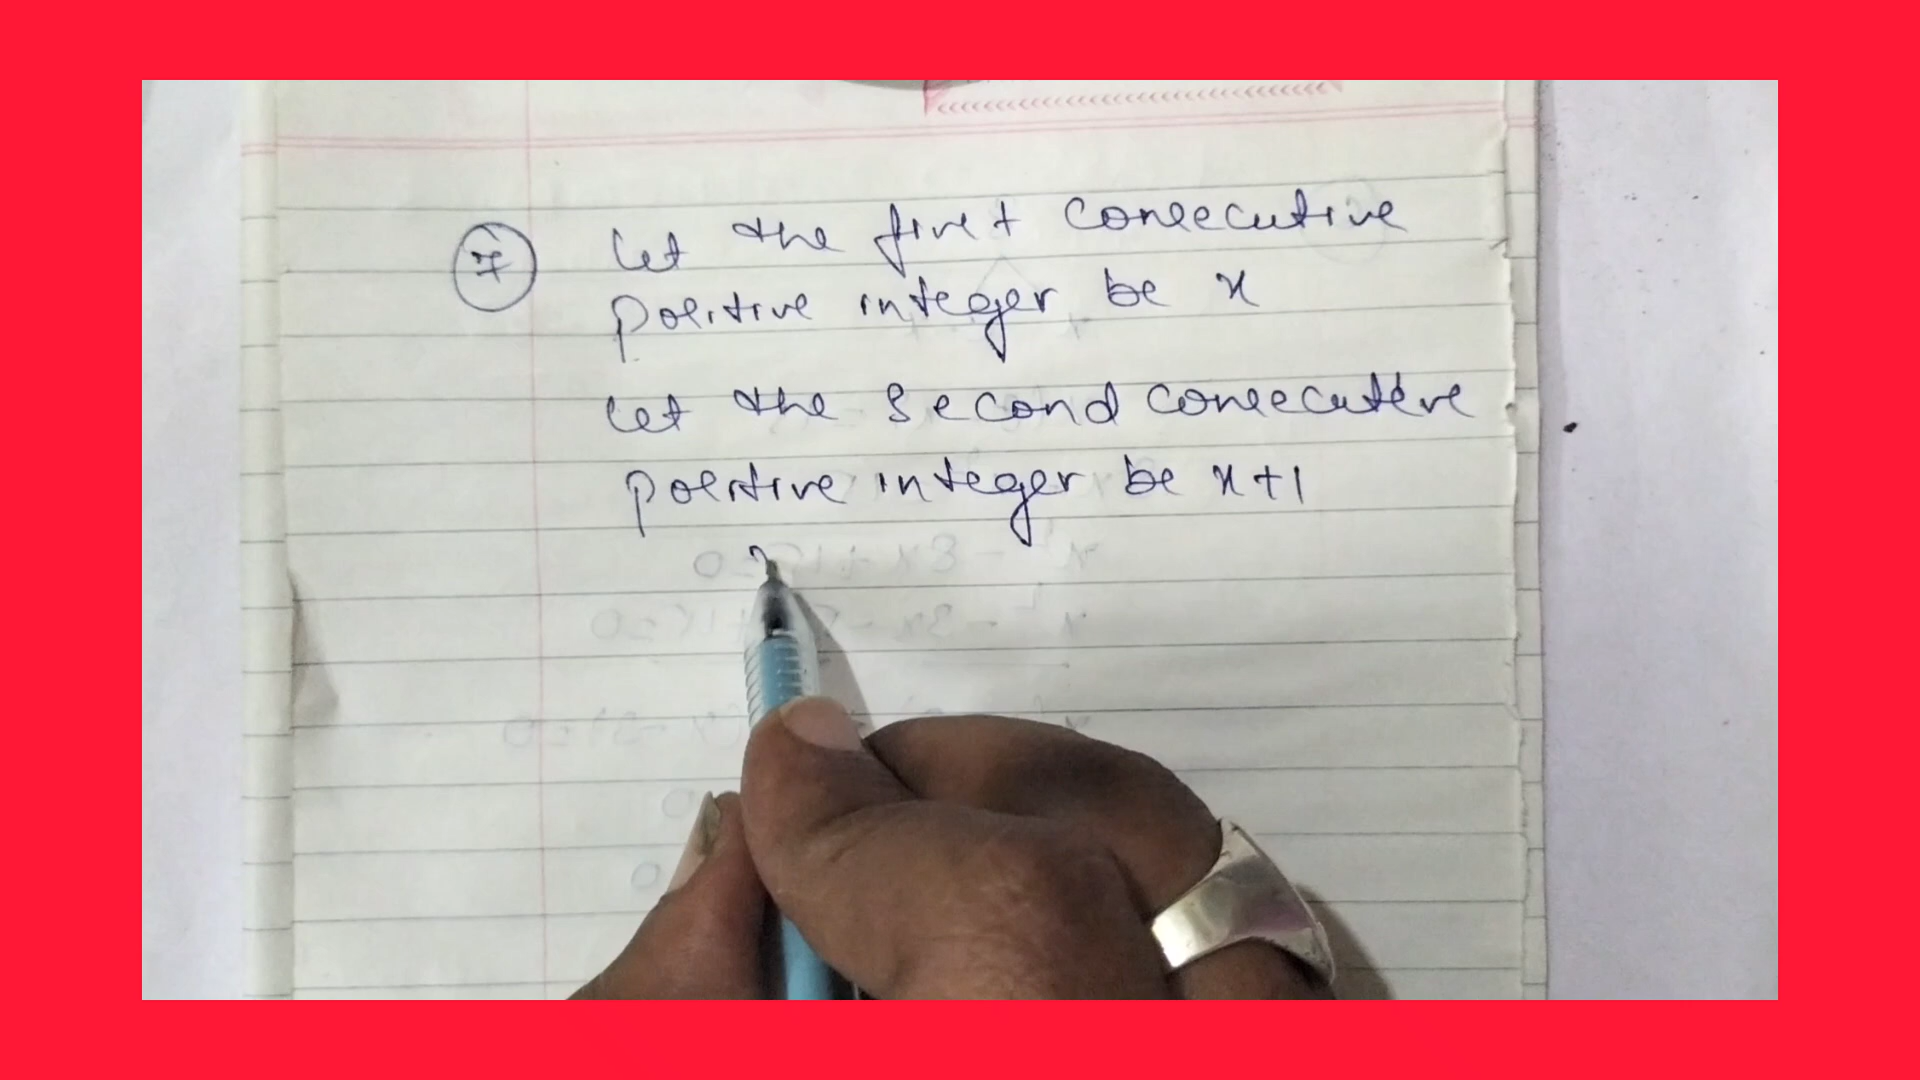 7 Let the first consecutive
positive integer be x
Let the second consecutive
positive integer be x+1